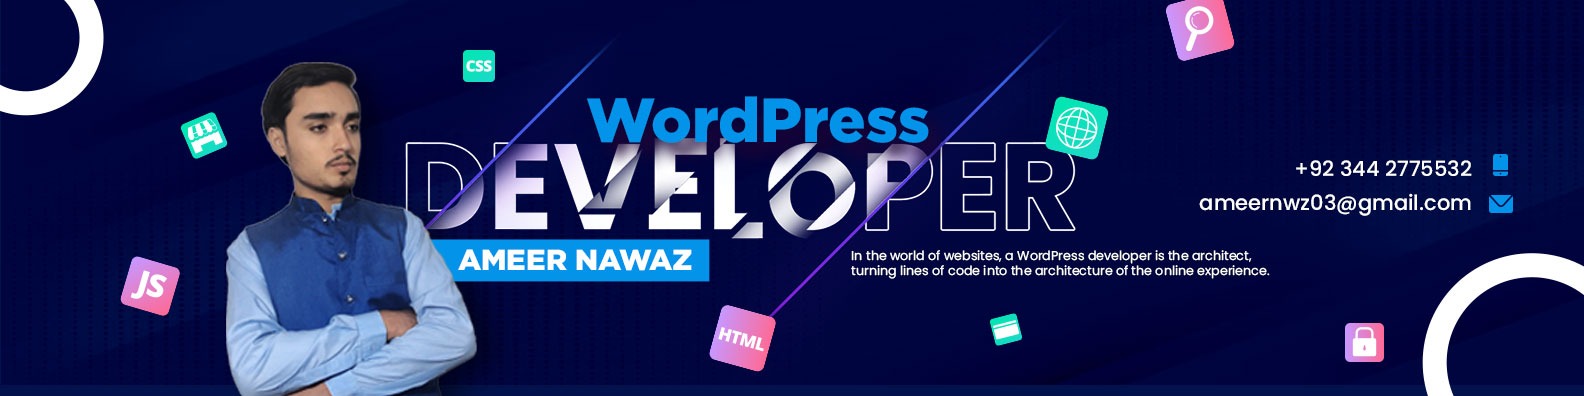 CSS
WordPress
DEVELOPER
+92 344 2775532
ameernwz03@gmail.com
AMEER NAWAZ
In the world of websites, a WordPress developer is the architect,
turning lines of code into the architecture of the online experience.
JS
HTML